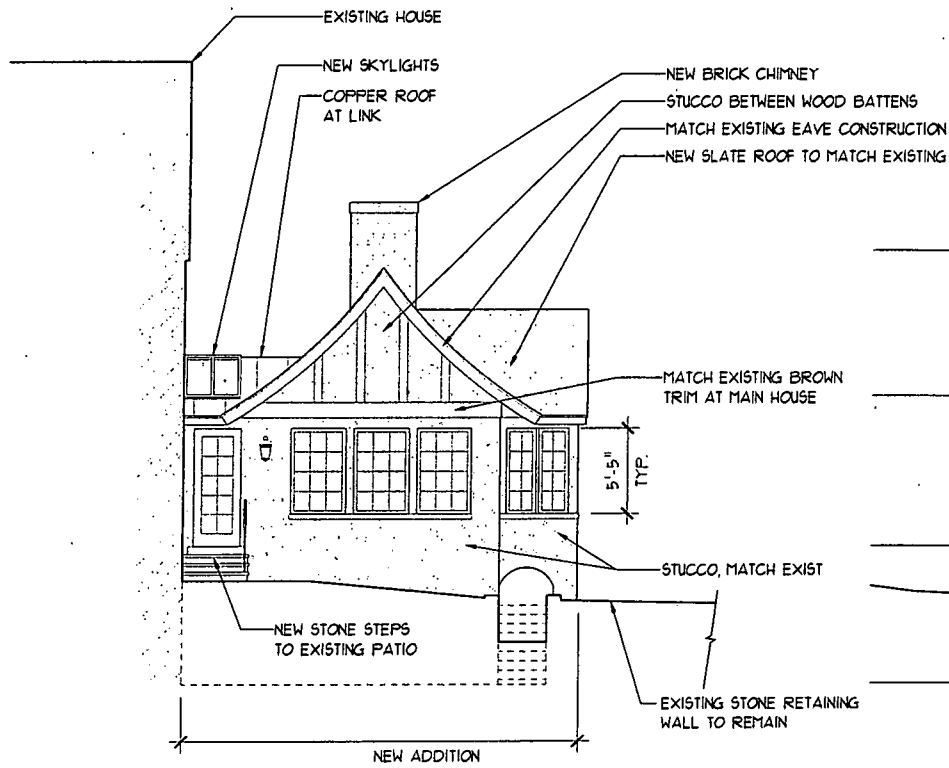 EXISTING HOUSE
NEW SKYLIGHTS
COPPER ROOF
AT LINK
NEW BRICK CHIMNEY
STUCCO BETWEEN WOOD BATTENS
MATCH EXISTING EAVE CONSTRUCTION
NEW SLATE ROOF TO MATCH EXISTING
MATCH EXISTING BROWN
TRIM AT MAIN HOUSE
5'-5"
TYP.
STUCCO, MATCH EXIST
NEW STONE STEPS
TO EXISTING PATIO
EXISTING STONE RETAINING
WALL TO REMAIN
NEW ADDITION